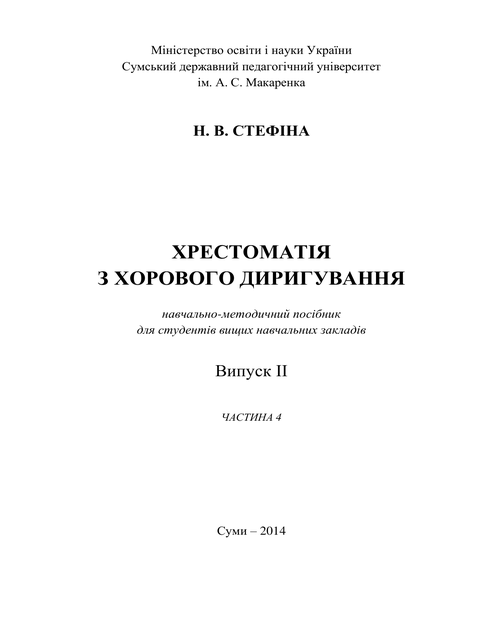 Міністерство освіти і науки України
Сумський державний педагогічний університет
ім. А. С. Макаренка
Н. В. СТЕФІНА
ХРЕСТОМАТІЯ
З ХОРОВОГО ДИРИГУВАННЯ
навчально-методичний посібник
для студентів вищих навчальних закладів
Випуск ІІ
ЧАСТИНА 4
Суми – 2014